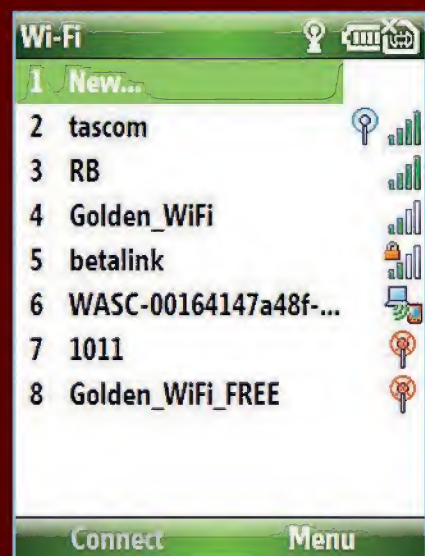 Wi-Fi
1 New...
2 tascom
3 RB
4 Golden_WiFi
5 betalink
6 WASC-00164147a48f-...
7 1011
8 Golden_WiFi_FREE
Connect Menu